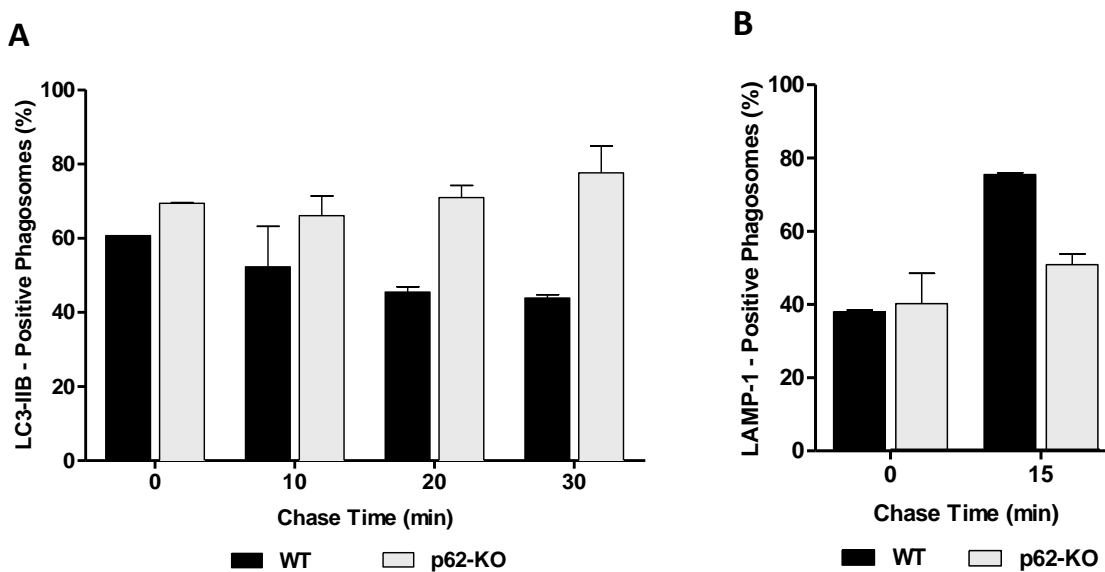 A
LC3-IIB - Positive Phagosomes (%)
100
80
60
40
20
0
0 10 20 30
Chase Time (min)
WT p62-KO
B
LAMP-1 - Positive Phagosomes (%)
100
80
60
40
20
0
0 15
Chase Time (min)
WT p62-KO